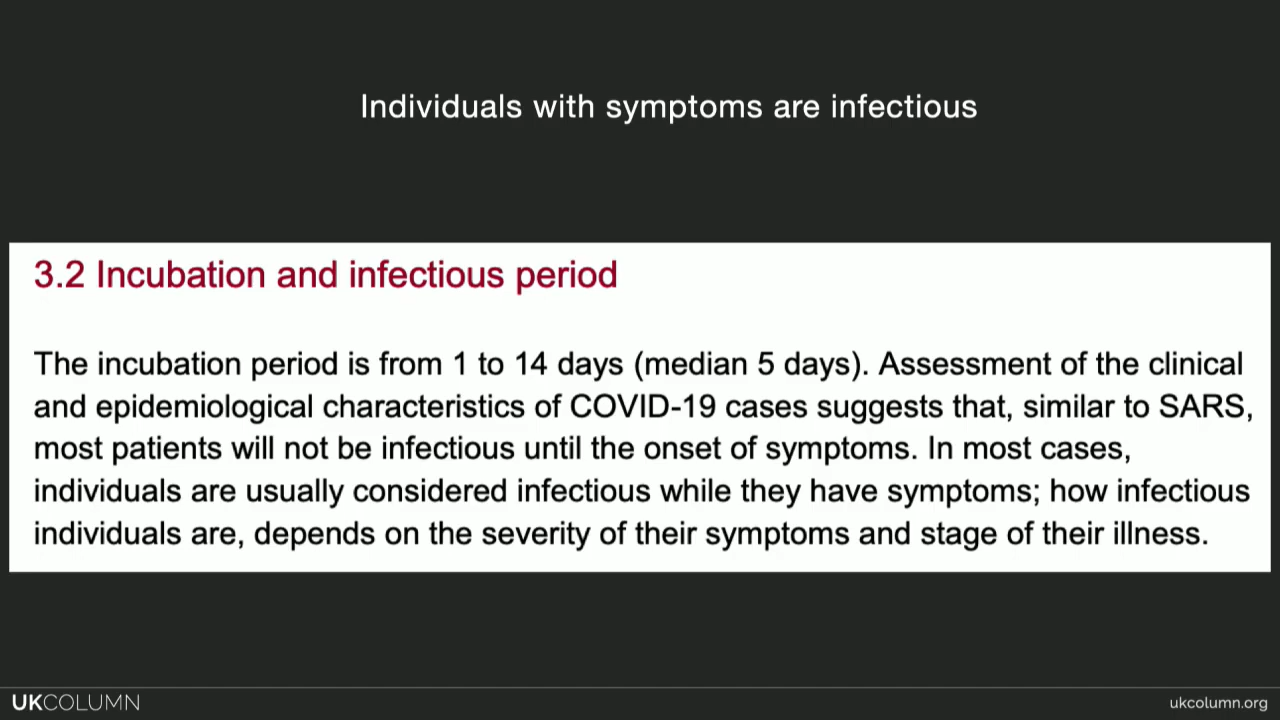 Individuals with symptoms are infectious
3.2 Incubation and infectious period
The incubation period is from 1 to 14 days (median 5 days). Assessment of the clinical
and epidemiological characteristics of COVID-19 cases suggests that, similar to SARS,
most patients will not be infectious until the onset of symptoms. In most cases,
individuals are usually considered infectious while they have symptoms; how infectious
individuals are, depends on the severity of their symptoms and stage of their illness.
UKCOLUMN
ukcolumn.org